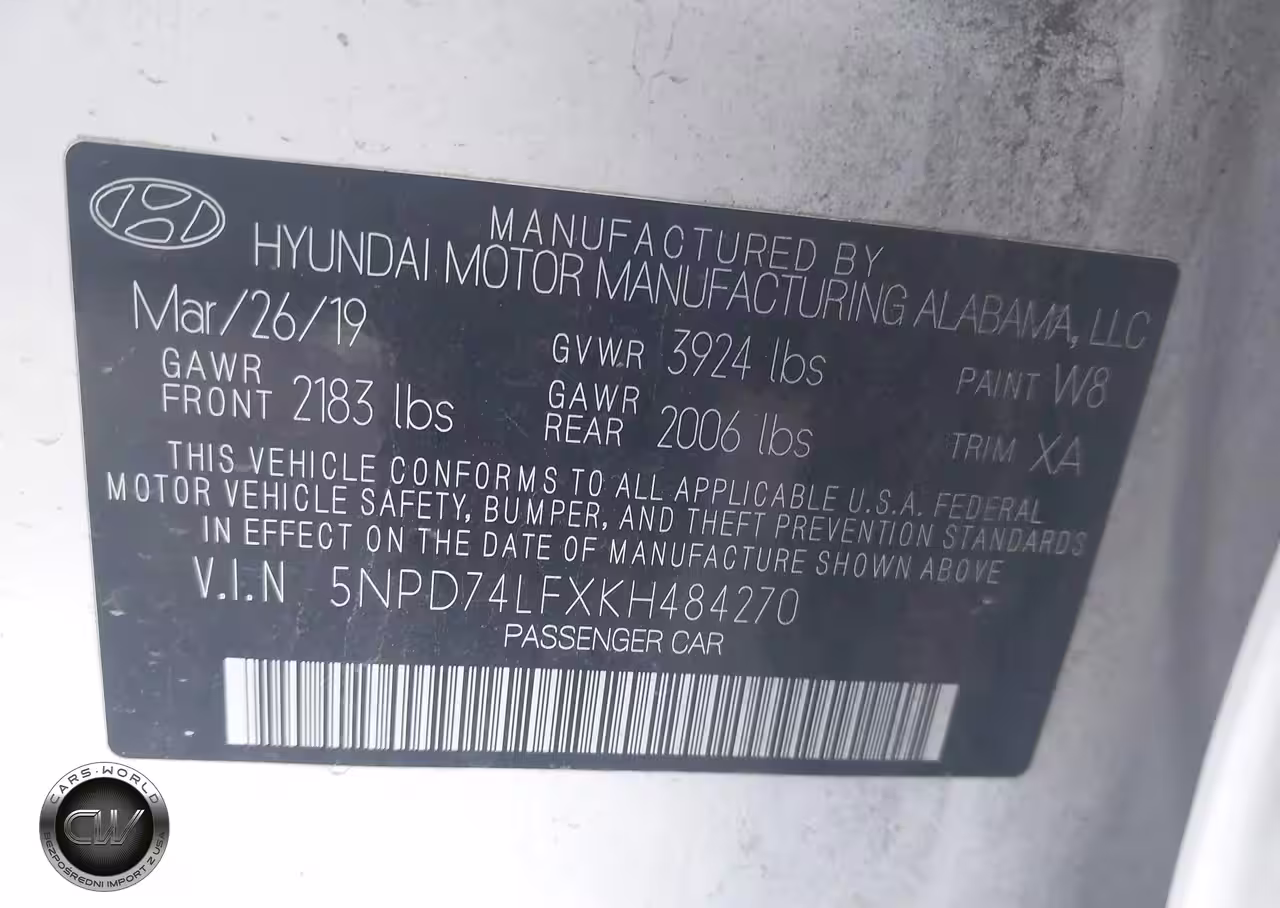 MANUFACTURED BY
HYUNDAI MOTOR MANUFACTURING ALABAMA, LLC
Mar/26/19 GVWR 3924 lbs PAINT W8
GAWR FRONT 2183 lbs GAWR REAR 2006 lbs TRIM XA
THIS VEHICLE CONFORMS TO ALL APPLICABLE U.S.A. FEDERAL
MOTOR VEHICLE SAFETY, BUMPER, AND THEFT PREVENTION STANDARDS
IN EFFECT ON THE DATE OF MANUFACTURE SHOWN ABOVE
V.I.N 5NPD74LFXKH484270
PASSENGER CAR
CARS·WORLD
CW
BEZPOŚREDNI IMPORT Z USA